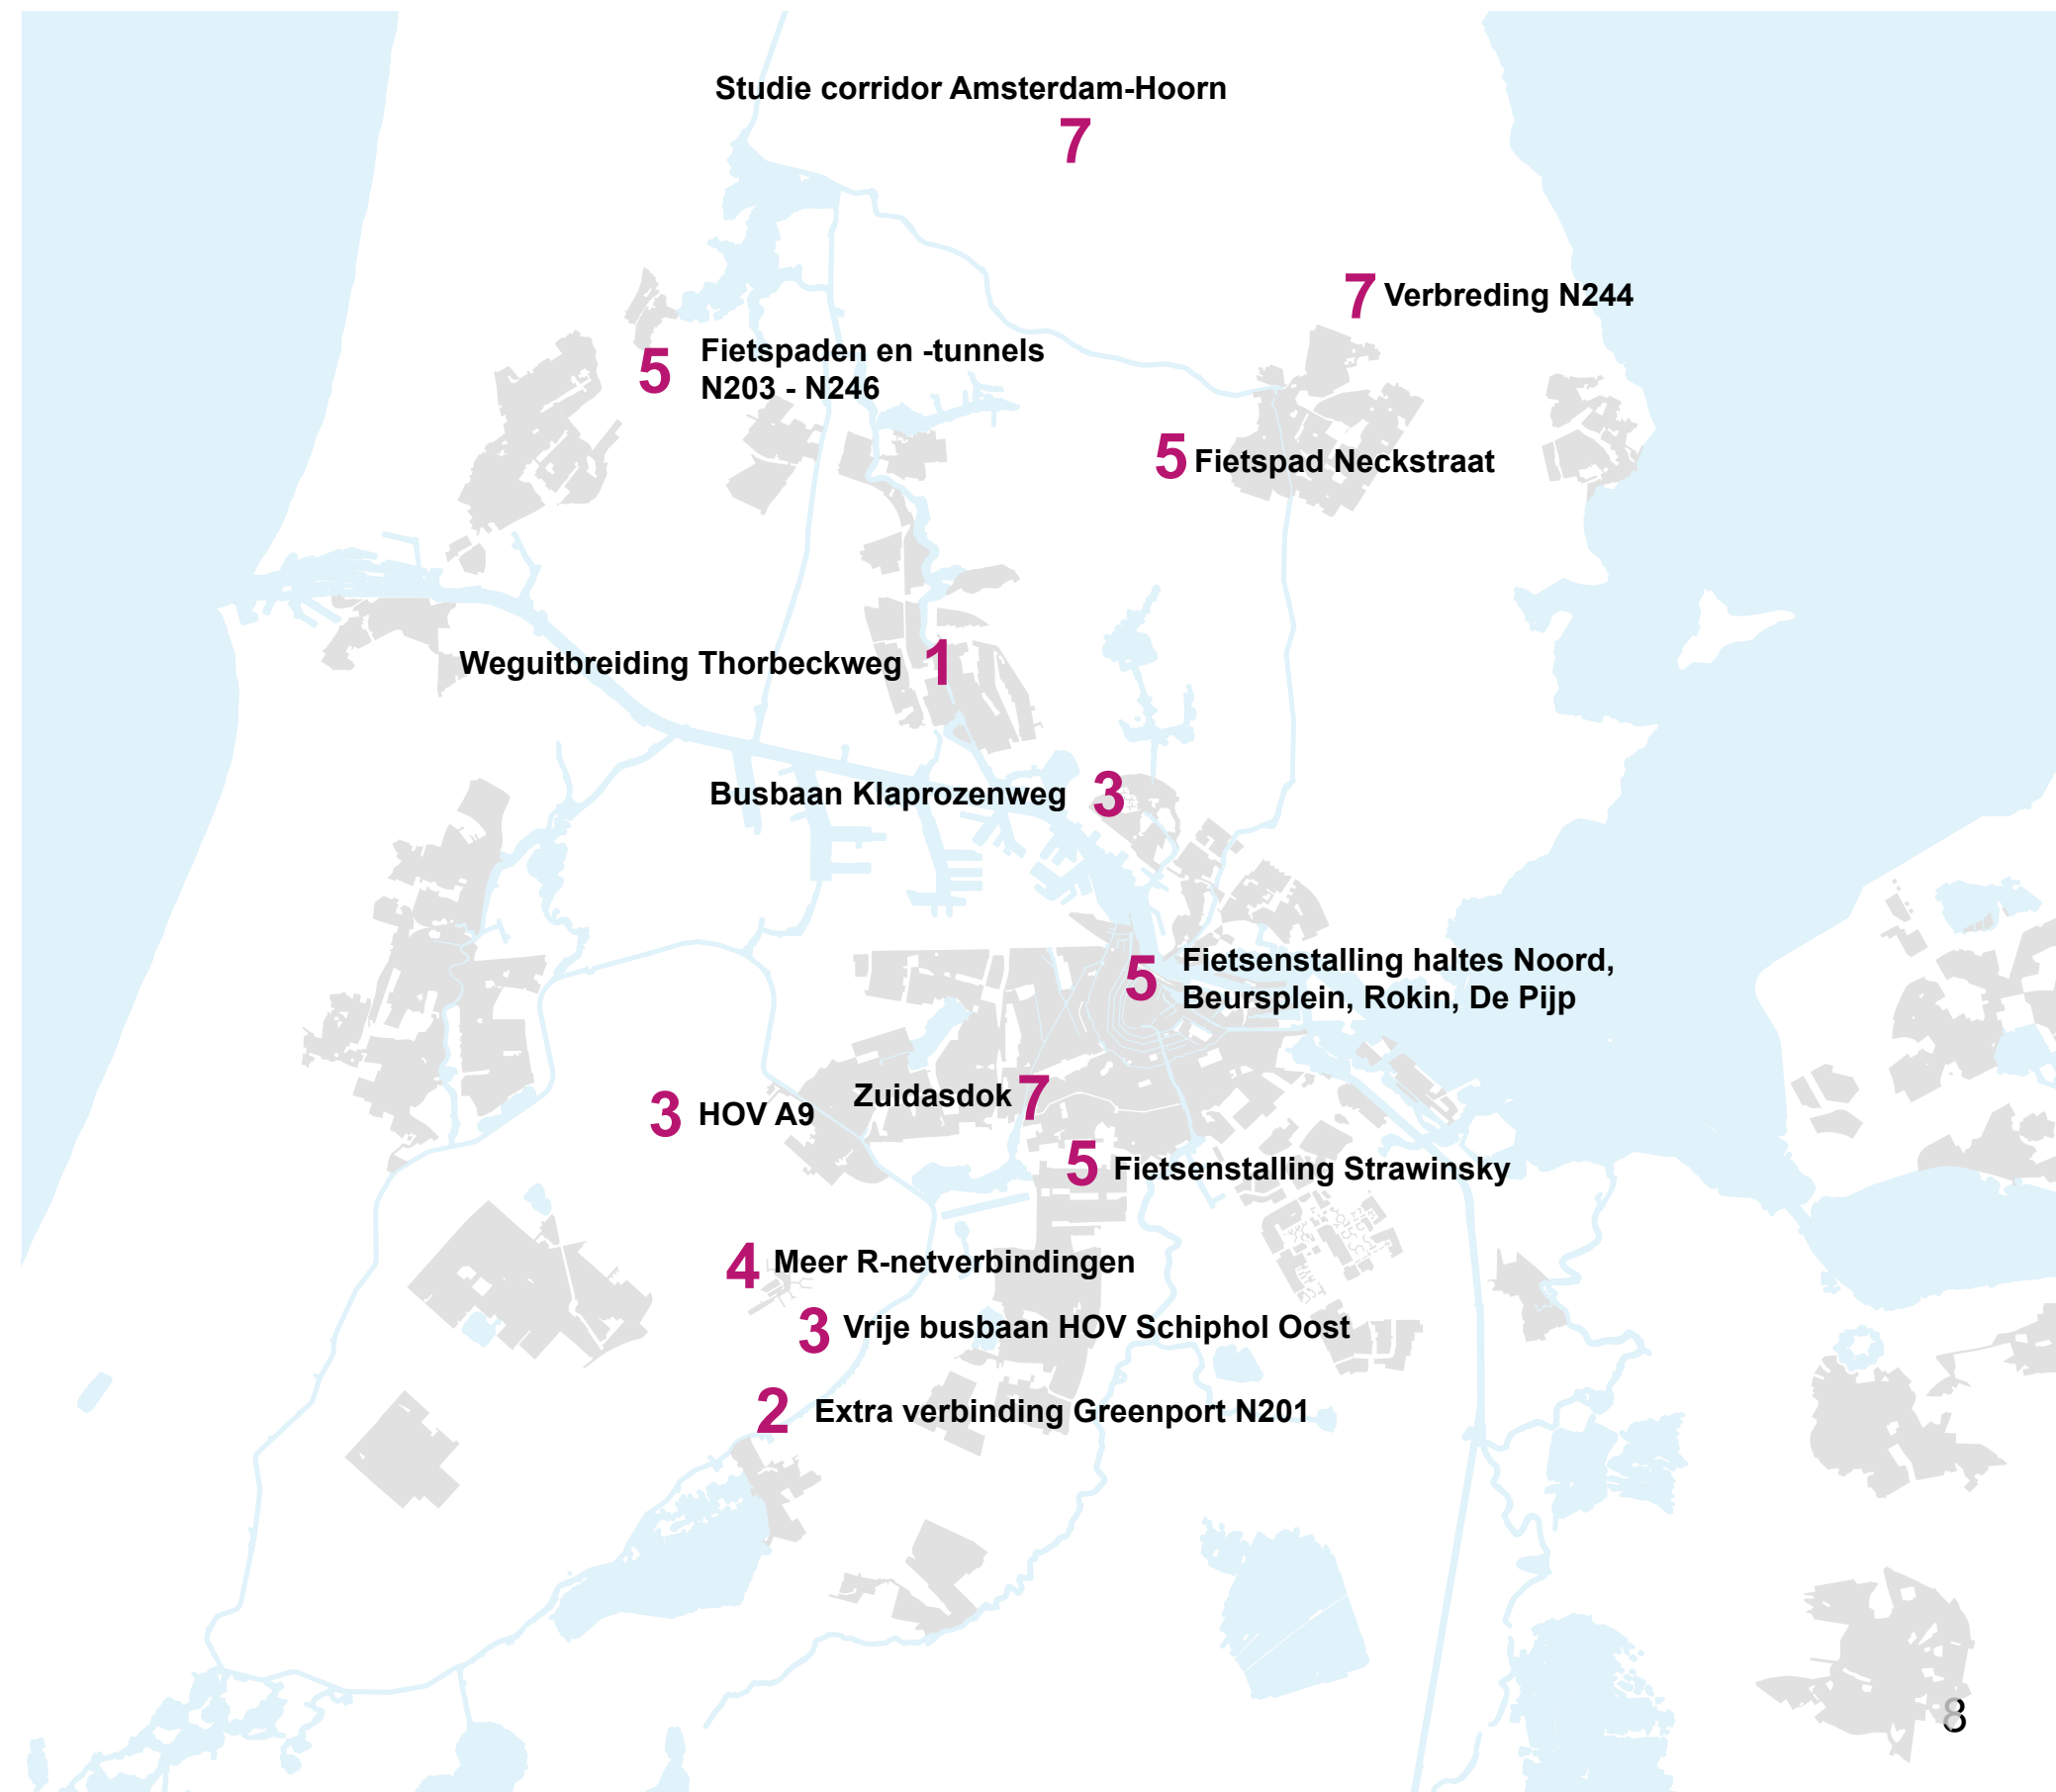 Studie corridor Amsterdam-Hoorn
7
7 Verbreding N244
5 Fietspaden en -tunnels
N203 - N246
5 Fietspad Neckstraat
Weguitbreiding Thorbeckweg 1
Busbaan Klaprozenweg 3
5 Fietsenstalling haltes Noord,
Beursplein, Rokin, De Pijp
Zuidasdok 7
3 HOV A9
5 Fietsenstalling Strawinsky
4 Meer R-netverbindingen
3 Vrije busbaan HOV Schiphol Oost
2 Extra verbinding Greenport N201
8